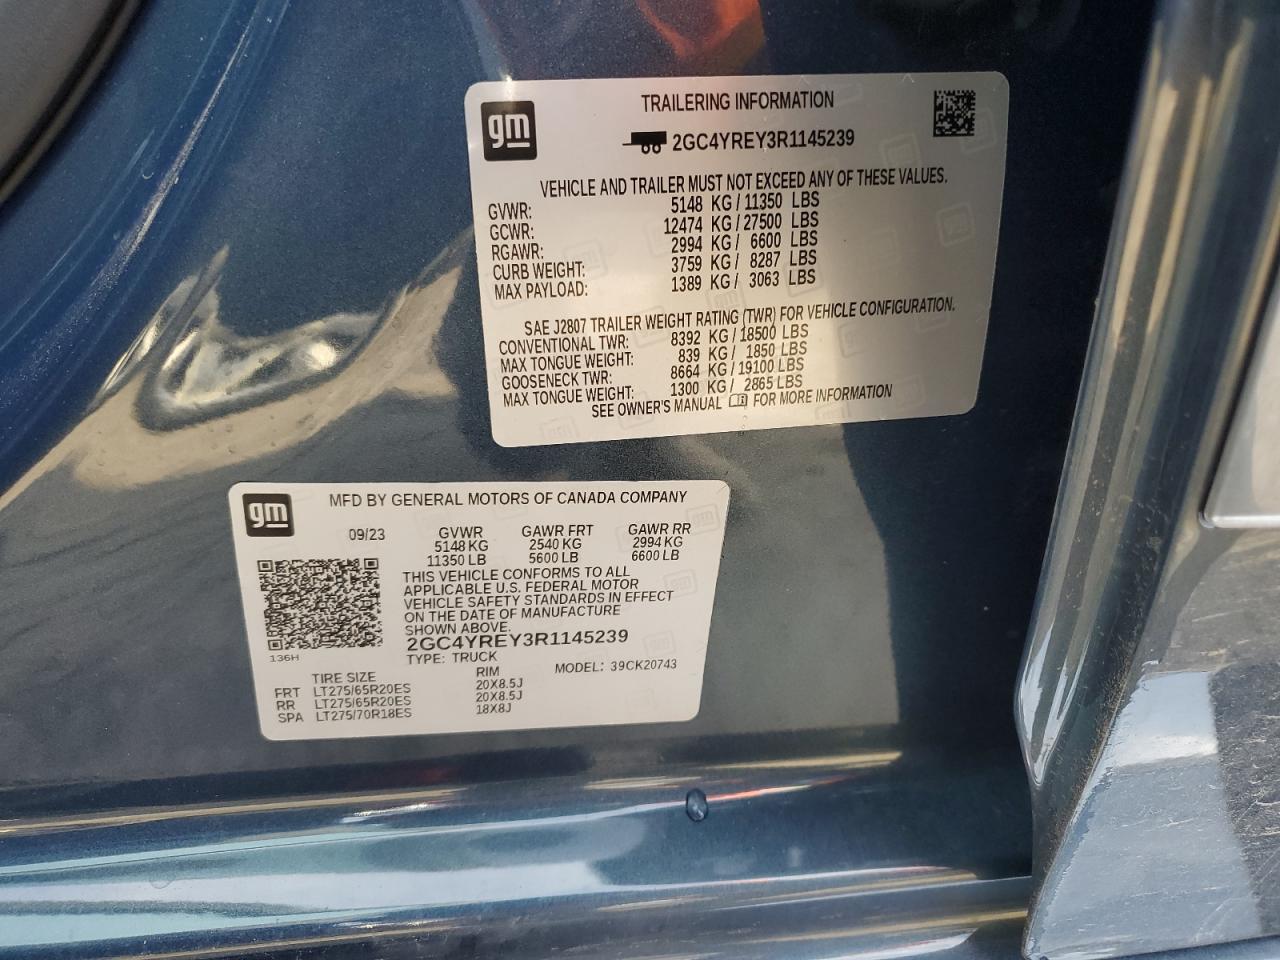 gm
TRAILERING INFORMATION
2GC4YREY3R1145239
VEHICLE AND TRAILER MUST NOT EXCEED ANY OF THESE VALUES.
GVWR: 5148 KG / 11350 LBS
GCWR: 12474 KG / 27500 LBS
RGAWR: 2994 KG / 6600 LBS
CURB WEIGHT: 3759 KG / 8287 LBS
MAX PAYLOAD: 1389 KG / 3063 LBS
SAE J2807 TRAILER WEIGHT RATING (TWR) FOR VEHICLE CONFIGURATION.
CONVENTIONAL TWR: 8392 KG / 18500 LBS
MAX TONGUE WEIGHT: 839 KG / 1850 LBS
GOOSENECK TWR: 8664 KG / 19100 LBS
MAX TONGUE WEIGHT: 1300 KG / 2865 LBS
SEE OWNER'S MANUAL FOR MORE INFORMATION
gm
MFD BY GENERAL MOTORS OF CANADA COMPANY
09/23 GVWR GAWR FRT GAWR RR
5148 KG 2540 KG 2994 KG
11350 LB 5600 LB 6600 LB
THIS VEHICLE CONFORMS TO ALL
APPLICABLE U.S. FEDERAL MOTOR
VEHICLE SAFETY STANDARDS IN EFFECT
ON THE DATE OF MANUFACTURE
SHOWN ABOVE.
2GC4YREY3R1145239
136H
TYPE: TRUCK MODEL: 39CK20743
TIRE SIZE RIM
FRT LT275/65R20ES 20X8.5J
RR LT275/65R20ES 20X8.5J
SPA LT275/70R18ES 18X8J